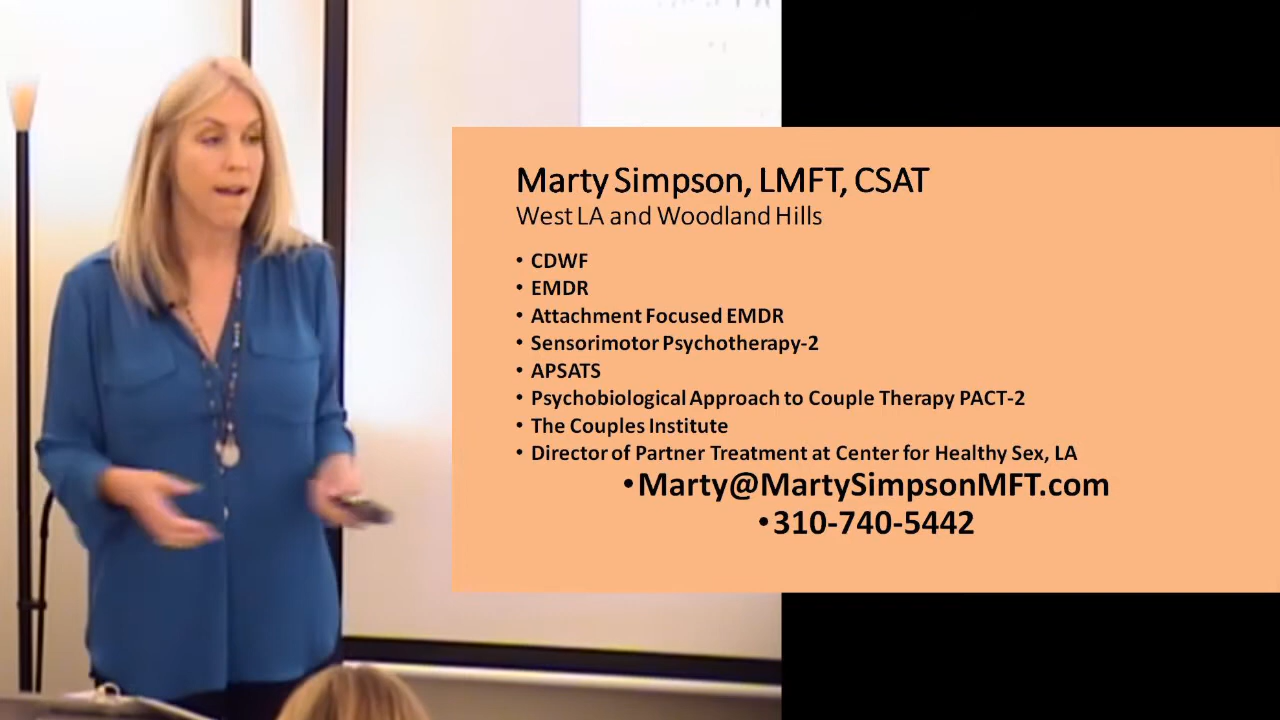 Marty Simpson, LMFT, CSAT
West LA and Woodland Hills
• CDWF
• EMDR
• Attachment Focused EMDR
• Sensorimotor Psychotherapy-2
• APSATS
• Psychobiological Approach to Couple Therapy PACT-2
• The Couples Institute
• Director of Partner Treatment at Center for Healthy Sex, LA
•Marty@MartySimpsonMFT.com
•310-740-5442